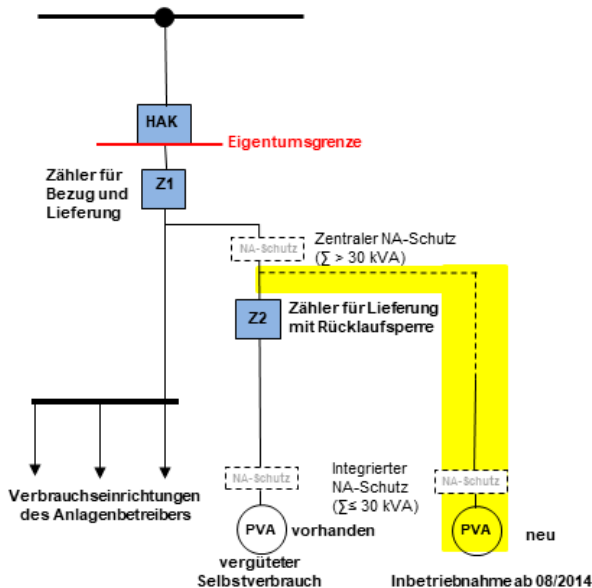 HAK
Eigentumsgrenze
Zähler für
Bezug und
Lieferung
Z1
NA-Schutz
Zentraler NA-Schutz
(∑ > 30 kVA)
Z2
Zähler für Lieferung
mit Rücklaufsperre
Verbrauchseinrichtungen
des Anlagenbetreibers
NA-Schutz
Integrierter
NA-Schutz
(∑≤ 30 kVA)
NA-Schutz
PVA
vorhanden
PVA
neu
vergüteter
Selbstverbrauch
Inbetriebnahme ab 08/2014